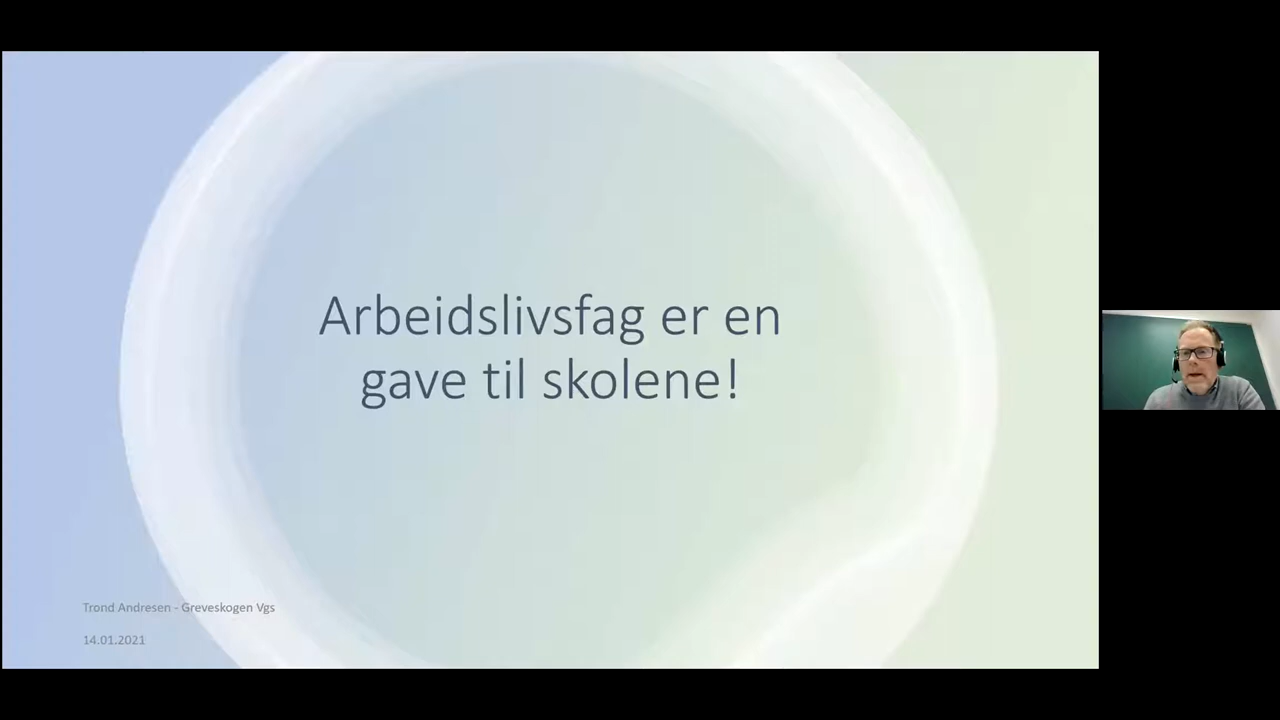 Arbeidslivsfag er en
gave til skolene!
Trond Andresen - Greveskogen Vgs
14.01.2021